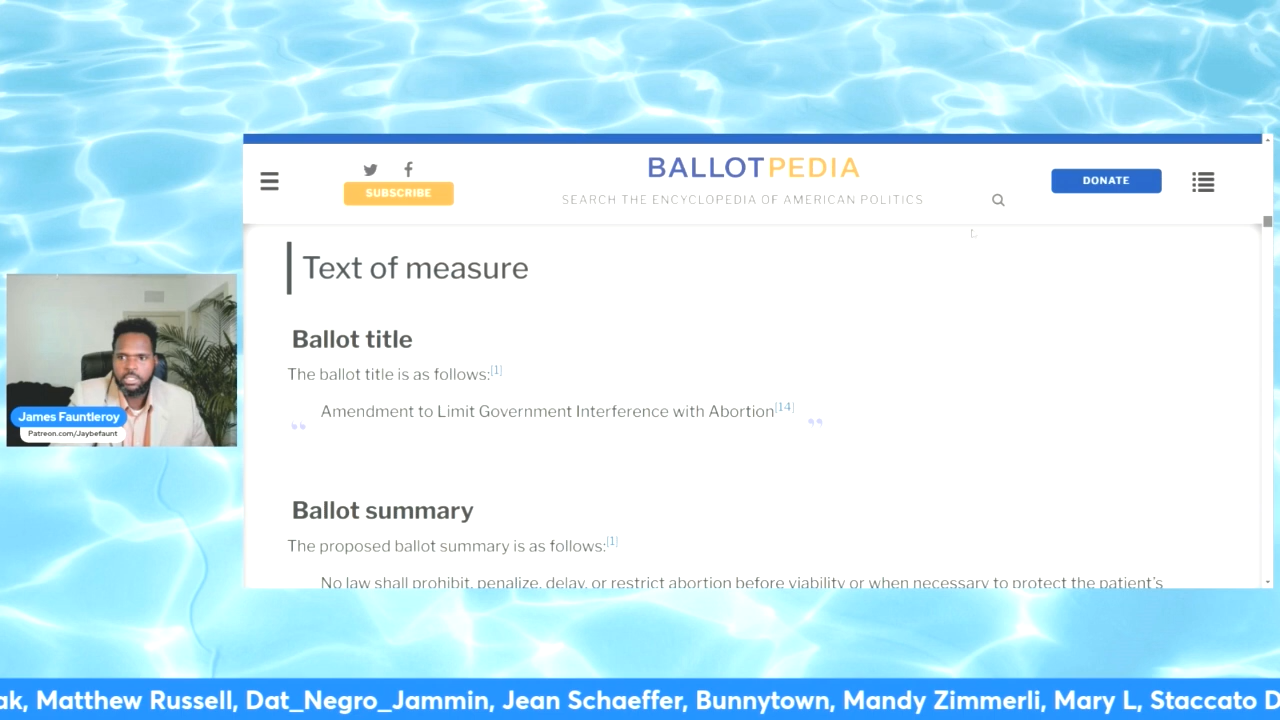 BALLOTPEDIA
SUBSCRIBE
SEARCH THE ENCYCLOPEDIA OF AMERICAN POLITICS
DONATE
Text of measure
Ballot title
The ballot title is as follows:[1]
Amendment to Limit Government Interference with Abortion[14]
Ballot summary
The proposed ballot summary is as follows:[1]
No law shall prohibit, penalize, delay, or restrict abortion before viability or when necessary to protect the patient's
James Fauntleroy
Patreon.com/Jaybefaunt
ak, Matthew Russell, Dat_Negro_Jammin, Jean Schaeffer, Bunnytown, Mandy Zimmerli, Mary L, Staccato D